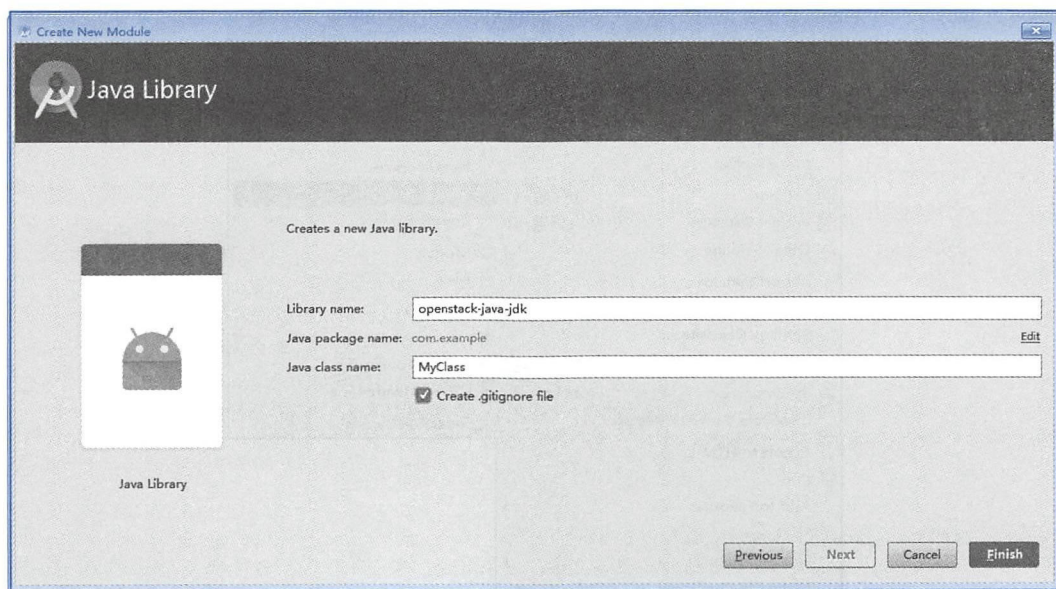 Create New Module
Java Library
Creates a new Java library.
Library name: openstack-java-jdk
Java package name: com.example Edit
Java class name: MyClass
Create .gitignore file
Java Library
Previous Next Cancel Finish